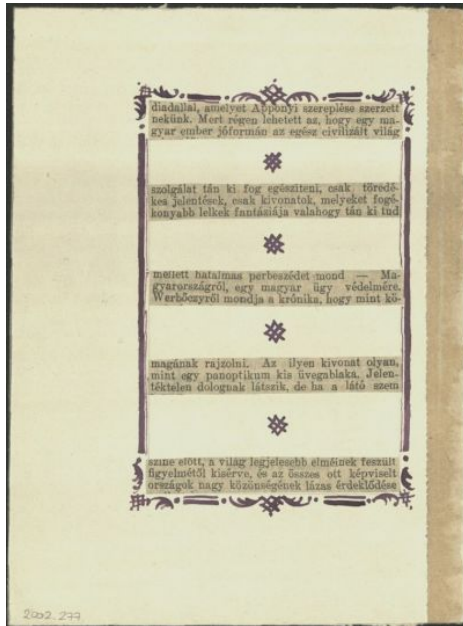 diadallal, amelyet Apponyi szereplése szerzett
nekünk. Mert régen lehetett az, hogy egy ma-
gyar ember jóformán az egész civilizált világ
szolgálat tán ki fog egésziteni, csak töredé-
kes jelentések, csak kivonatok, melyeket fogé-
konyabb lelkek fantáziája valahogy tán ki tud
mellett hatalmas perbeszédet mond — Ma-
gyarországról, egy magyar ügy védelmére.
Werbőczyről mondja a krónika, hogy mint kö-
magának rajzolni. Az ilyen kivonat olyan,
mint egy panoptikum kis üvegablaka. Jelen-
téktelen dolognak látszik, de ha a látó szem
szine előtt, a világ legjelesebb elméinek feszült
figyelmétől kisérve, és az összes ott képviselt
országok nagy közönségének lázas érdeklődése
2002.277